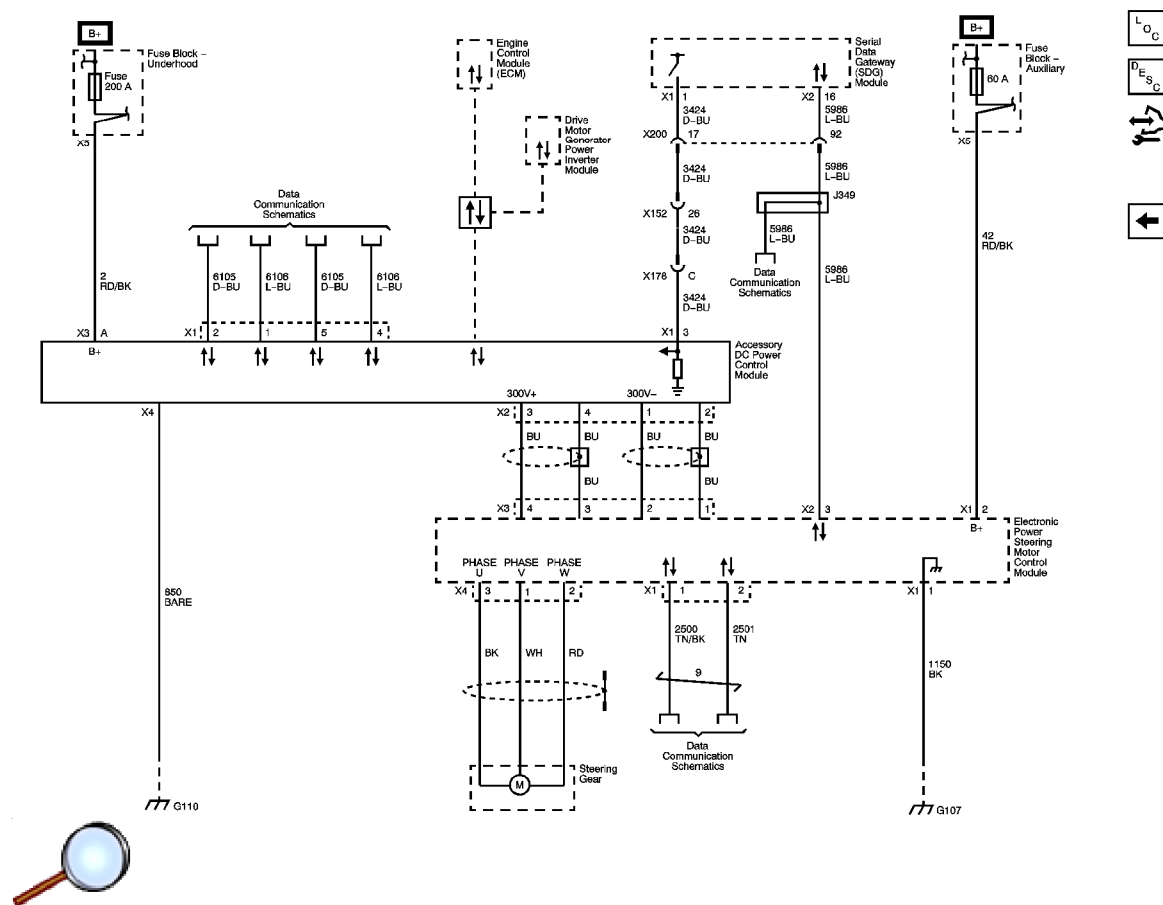 B+
Fuse Block –
Underhood
Fuse
200 A
X5
Engine
Control
Module
(ECM)
Drive
Motor
Generator
Power
Inverter
Module
Serial
Data
Gateway
(SDG)
Module
B+
Fuse
Block –
Auxiliary
60 A
X5
LOC
DESC
X1 1
X2 16
3424
D–BU
5986
L–BU
X200 17
92
3424
D–BU
5986
L–BU
J349
X152 26
5986
L–BU
3424
D–BU
Data
Communication
Schematics
X178 C
5986
L–BU
3424
D–BU
42
RD/BK
Data
Communication
Schematics
2
RD/BK
6105
D–BU
6106
L–BU
6105
D–BU
6106
L–BU
X3 A
X1 2
1
5
4
X1 3
B+
Accessory
DC Power
Control
Module
300V+
300V–
X4
X2 3
4
1
2
BU
BU
BU
BU
BU
BU
X3 4
3
2
1
X2 3
X1 2
B+
Electronic
Power
Steering
Motor
Control
Module
PHASE
U
PHASE
V
PHASE
W
X4 3
1
2
X1 1
2
X1 1
850
BARE
BK
WH
RD
2500
TN/BK
2501
TN
9
1150
BK
Data
Communication
Schematics
Steering
Gear
M
G110
G107